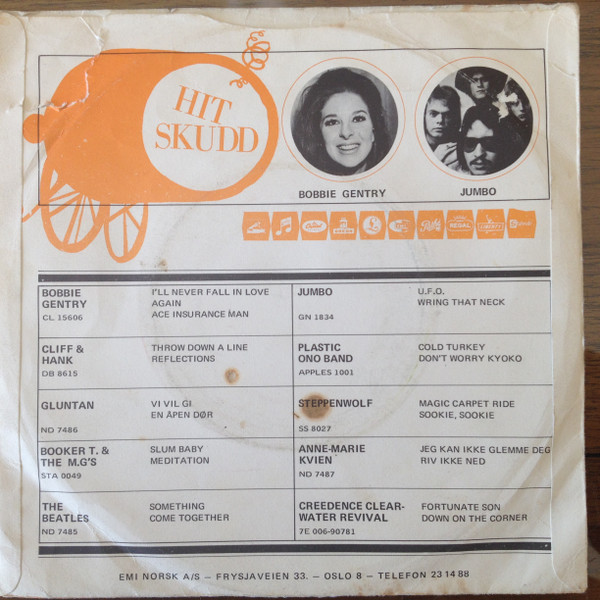 HIT
SKUDD
BOBBIE GENTRY
JUMBO
BOBBIE
GENTRY
CL 15606
I'LL NEVER FALL IN LOVE
AGAIN
ACE INSURANCE MAN
JUMBO
GN 1834
U.F.O.
WRING THAT NECK
CLIFF &
HANK
DB 8615
THROW DOWN A LINE
REFLECTIONS
PLASTIC
ONO BAND
APPLES 1001
COLD TURKEY
DON'T WORRY KYOKO
GLUNTAN
ND 7486
VI VIL GI
EN ÅPEN DØR
STEPPENWOLF
SS 8027
MAGIC CARPET RIDE
SOOKIE, SOOKIE
BOOKER T. &
THE M.G'S
STA 0049
SLUM BABY
MEDITATION
ANNE-MARIE
KVIEN
ND 7487
JEG KAN IKKE GLEMME DEG
RIV IKKE NED
THE
BEATLES
ND 7485
SOMETHING
COME TOGETHER
CREEDENCE CLEAR-
WATER REVIVAL
7E 006-90781
FORTUNATE SON
DOWN ON THE CORNER
EMI NORSK A/S – FRYSJAVEIEN 33. – OSLO 8 – TELEFON 23 14 88